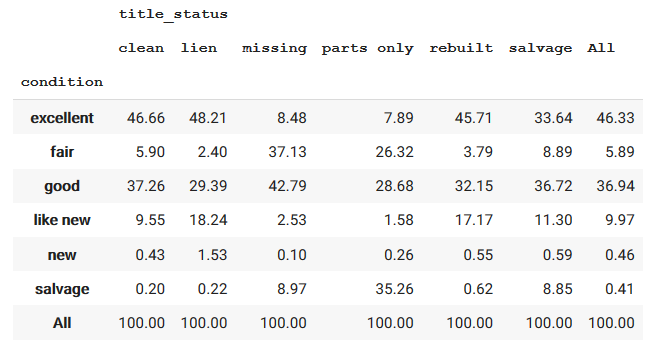 title_status
clean lien missing parts only rebuilt salvage All
condition
excellent 46.66 48.21 8.48 7.89 45.71 33.64 46.33
fair 5.90 2.40 37.13 26.32 3.79 8.89 5.89
good 37.26 29.39 42.79 28.68 32.15 36.72 36.94
like new 9.55 18.24 2.53 1.58 17.17 11.30 9.97
new 0.43 1.53 0.10 0.26 0.55 0.59 0.46
salvage 0.20 0.22 8.97 35.26 0.62 8.85 0.41
All 100.00 100.00 100.00 100.00 100.00 100.00 100.00